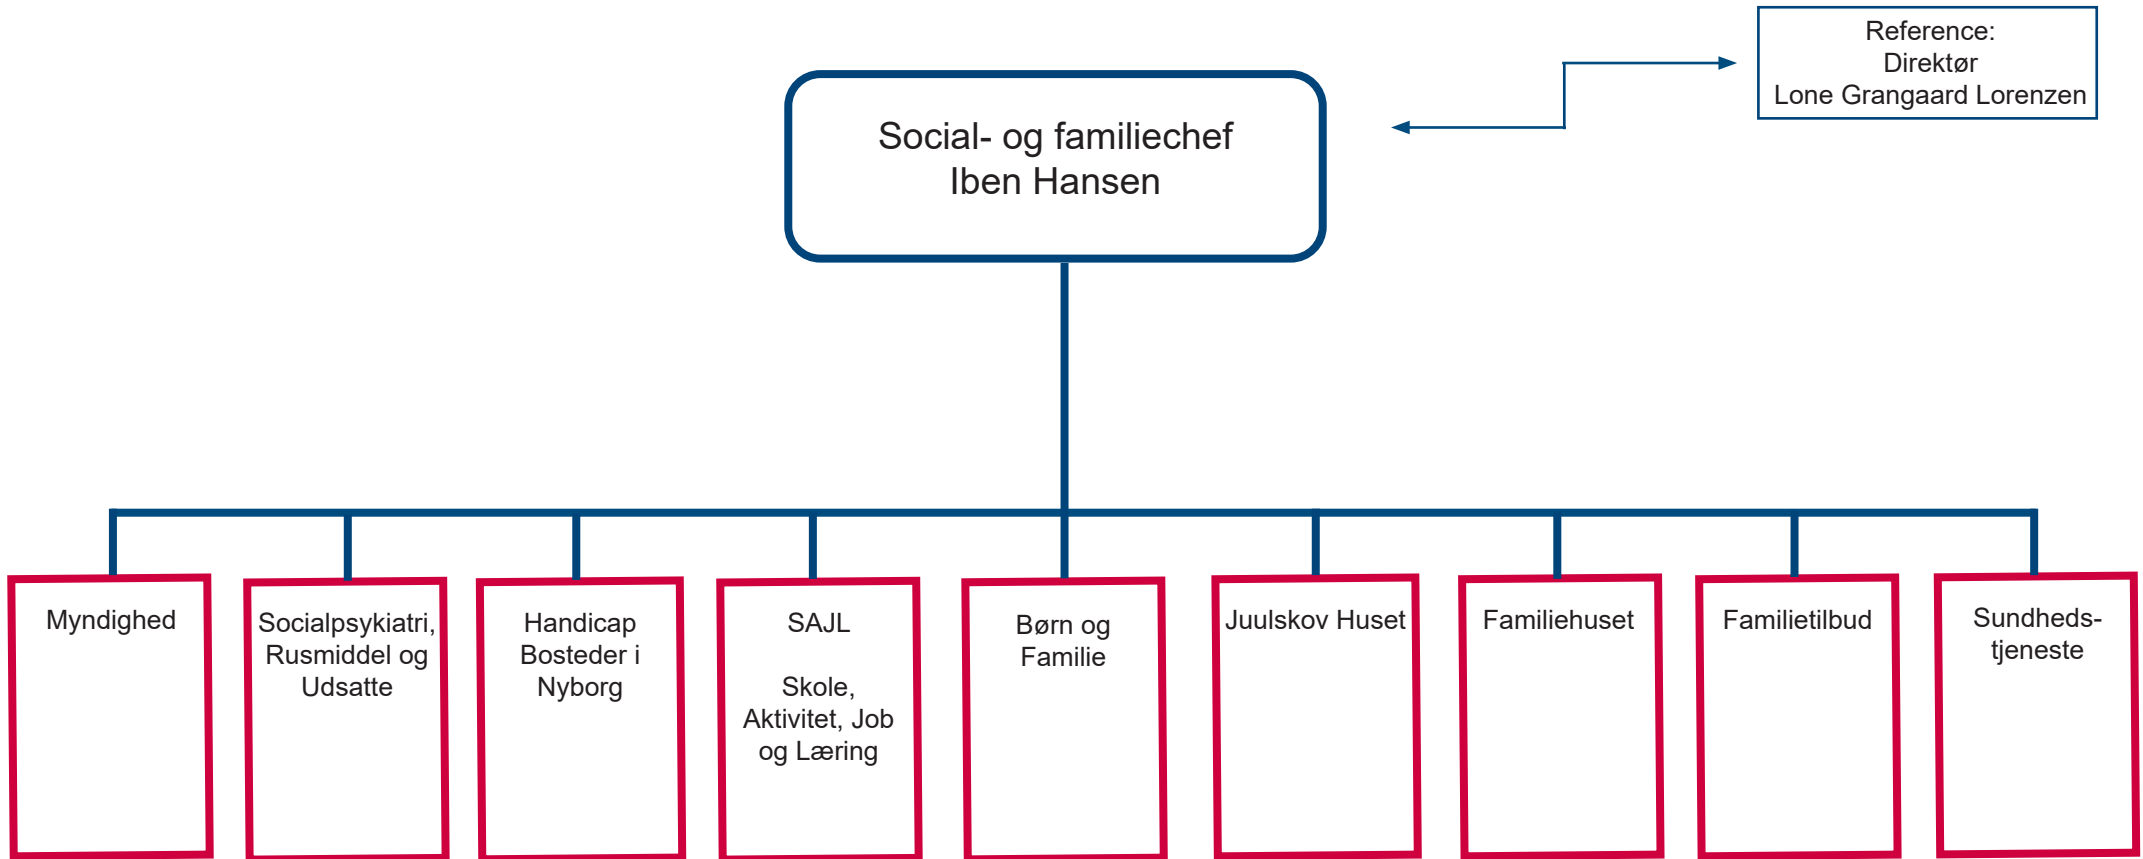 Reference:
Direktør
Lone Grangaard Lorenzen
Social- og familiechef
Iben Hansen
Myndighed
Socialpsykiatri,
Rusmiddel og
Udsatte
Handicap
Bosteder i
Nyborg
SAJL
Skole,
Aktivitet, Job
og Læring
Børn og
Familie
Juulskov Huset
Familiehuset
Familietilbud
Sundheds-
tjeneste